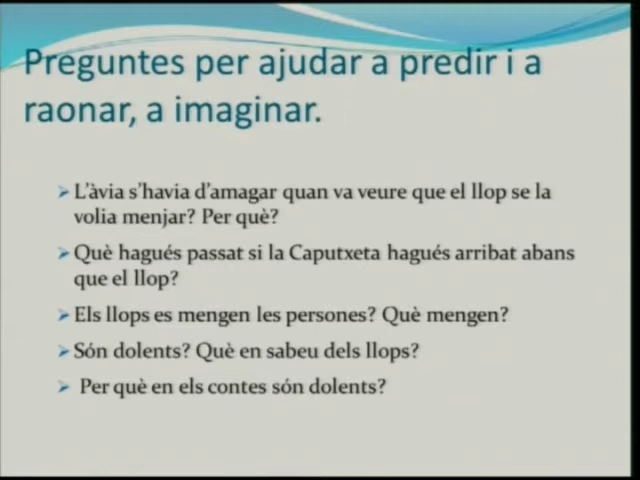 Preguntes per ajudar a predir i a
raonar, a imaginar.
L'àvia s'havia d'amagar quan va veure que el llop se la
volia menjar? Per què?
Què hagués passat si la Caputxeta hagués arribat abans
que el llop?
Els llops es mengen les persones? Què mengen?
Són dolents? Què en sabeu dels llops?
Per què en els contes són dolents?